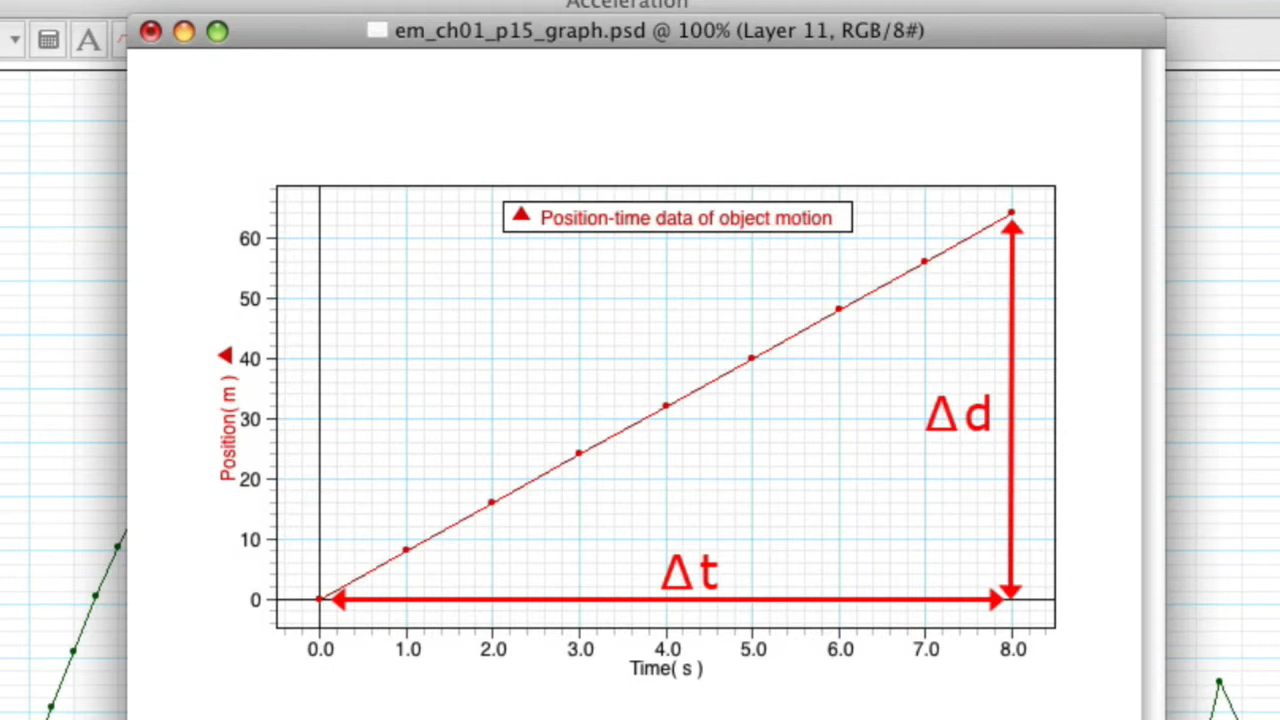 Acceleration
em_ch01_p15_graph.psd @ 100% (Layer 11, RGB/8#)
A
Position-time data of object motion
60
50
40
30
20
10
0
Position( m )
Δd
Δt
0.0 1.0 2.0 3.0 4.0 5.0 6.0 7.0 8.0
Time( s )